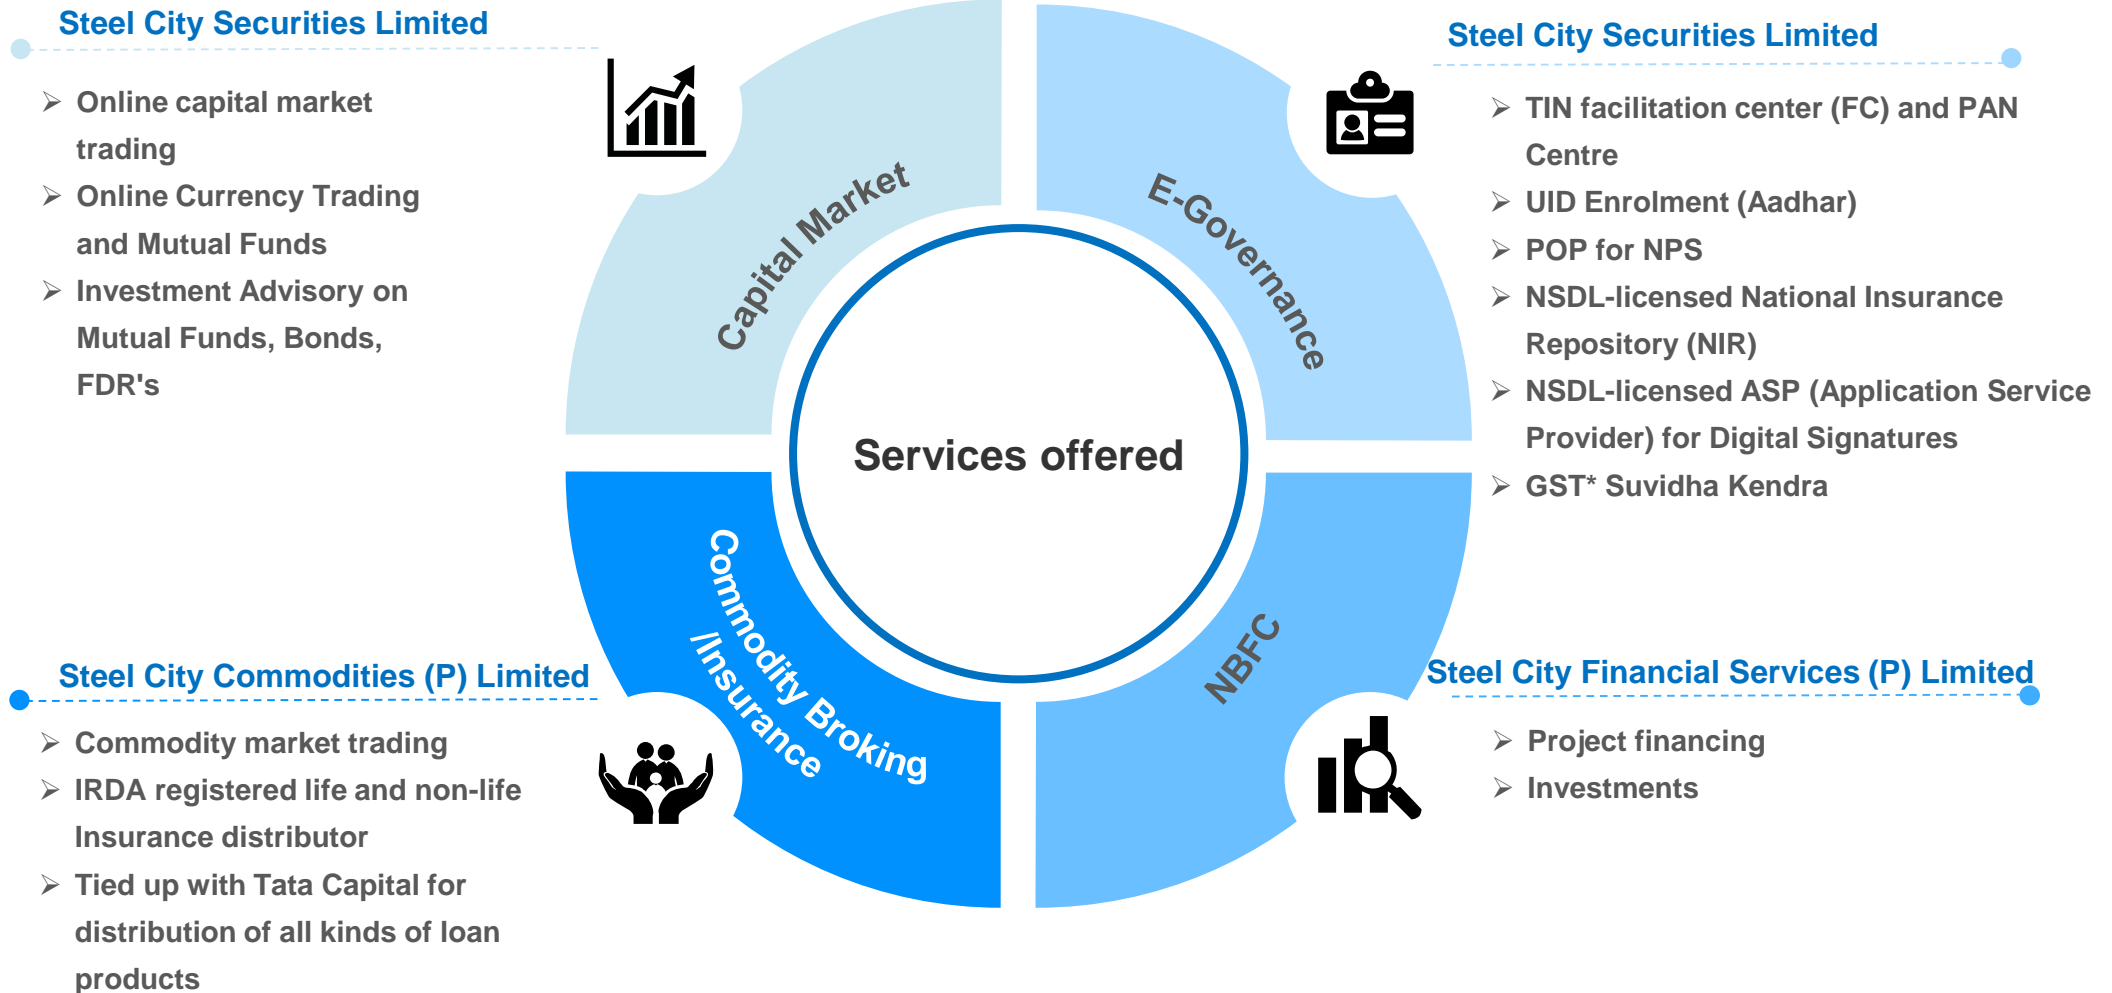 Steel City Securities Limited
Online capital market
trading
Online Currency Trading
and Mutual Funds
Investment Advisory on
Mutual Funds, Bonds,
FDR's
Capital Market
E-Governance
Steel City Securities Limited
TIN facilitation center (FC) and PAN
Centre
UID Enrolment (Aadhar)
POP for NPS
NSDL-licensed National Insurance
Repository (NIR)
NSDL-licensed ASP (Application Service
Provider) for Digital Signatures
GST* Suvidha Kendra
Services offered
Steel City Commodities (P) Limited
Commodity market trading
IRDA registered life and non-life
Insurance distributor
Tied up with Tata Capital for
distribution of all kinds of loan
products
Commodity Broking
/Insurance
NBFC
Steel City Financial Services (P) Limited
Project financing
Investments